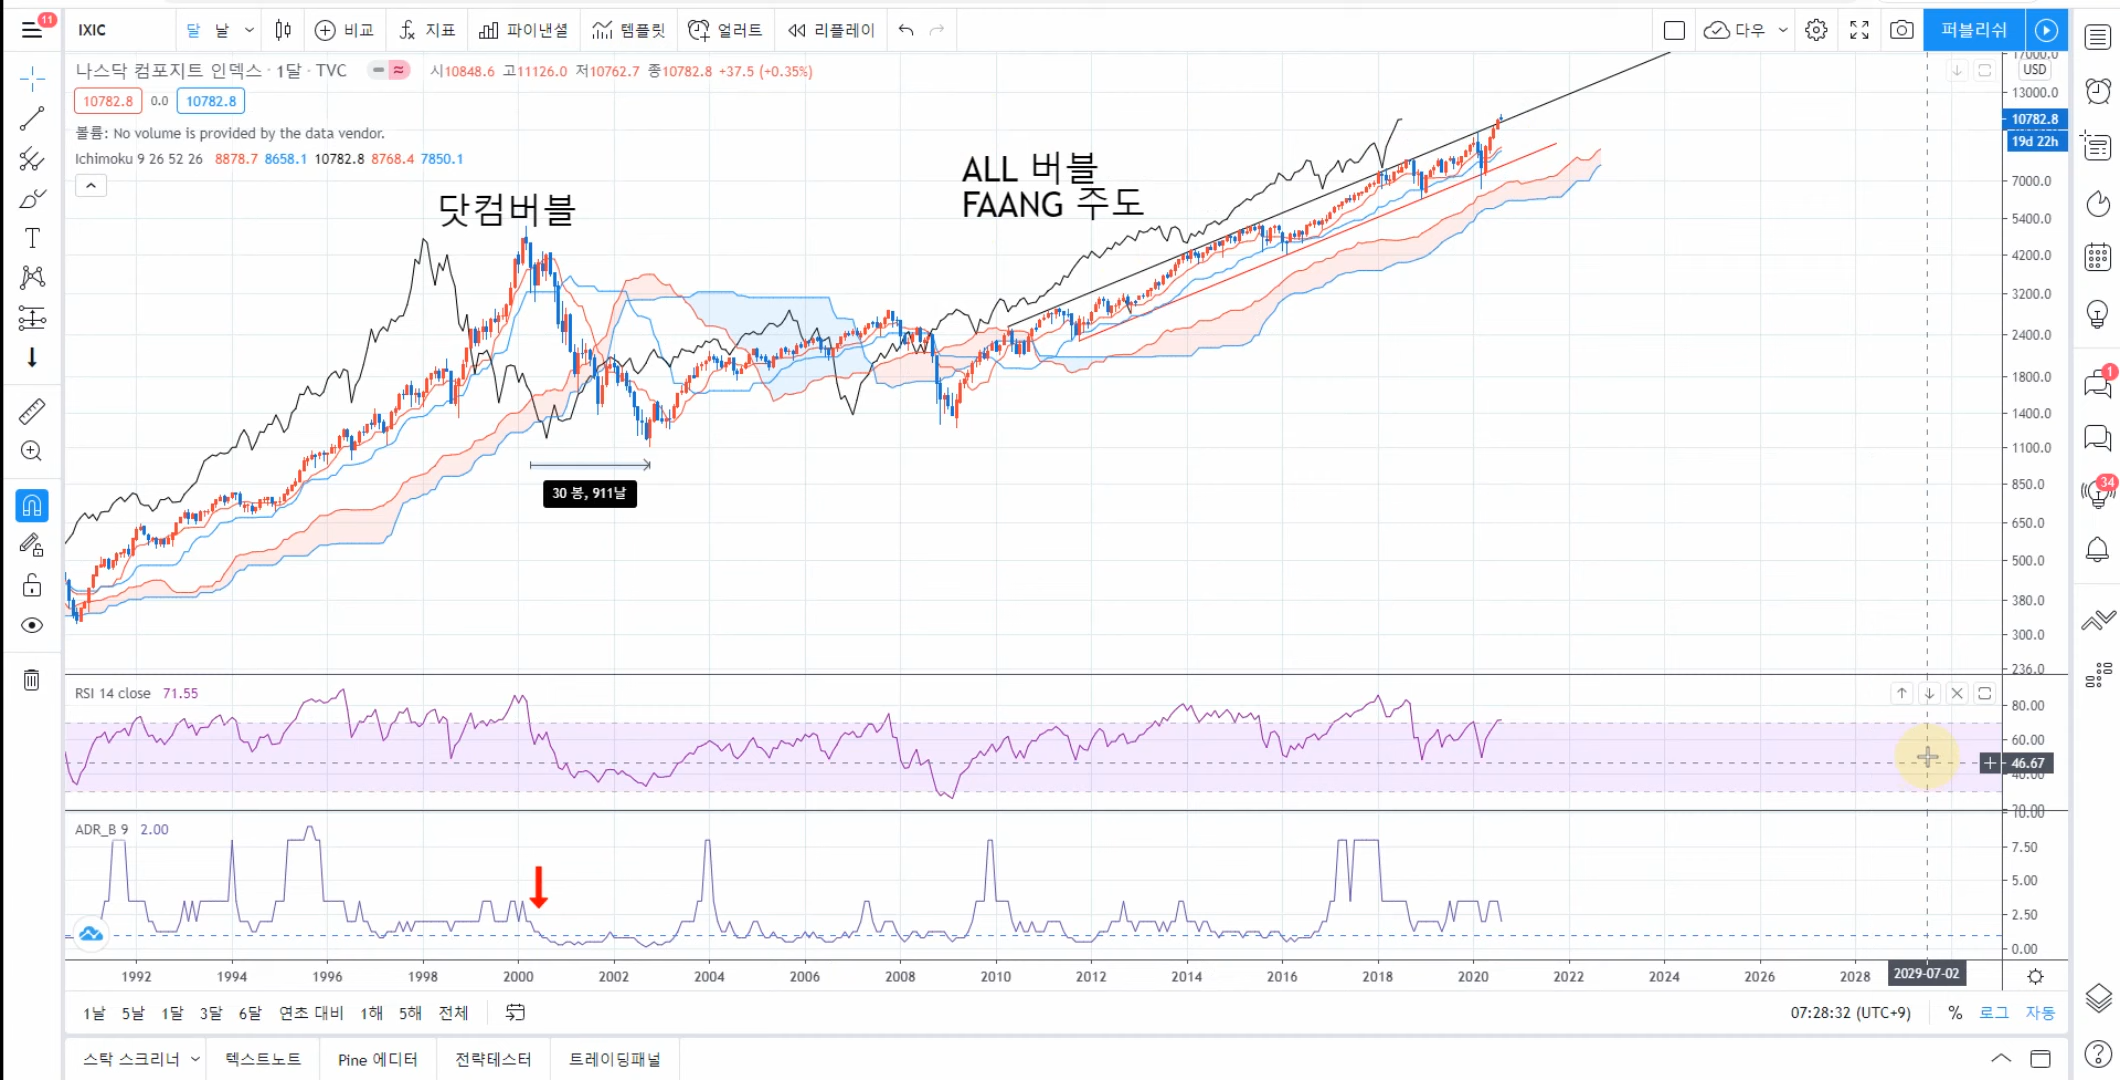 11
IXIC
달 날
비교
지표
파이낸셜
템플릿
얼러트
리플레이
다우
퍼블리쉬
나스닥 컴포지트 인덱스 · 1달 · TVC
시10848.6 고11126.0 저10762.7 종10782.8 +37.5 (+0.35%)
10782.8 0.0 10782.8
볼륨: No volume is provided by the data vendor.
Ichimoku 9 26 52 26 8878.7 8658.1 10782.8 8768.4 7850.1
닷컴버블
ALL 버블
FAANG 주도
30 봉, 911날
17000.0
USD
13000.0
10782.8
19d 22h
7000.0
5400.0
4200.0
3200.0
2400.0
1800.0
1400.0
1100.0
850.0
650.0
500.0
380.0
300.0
236.0
RSI 14 close 71.55
80.00
60.00
46.67
40.00
20.00
ADR_B 9 2.00
10.00
7.50
5.00
2.50
0.00
1992 1994 1996 1998 2000 2002 2004 2006 2008 2010 2012 2014 2016 2018 2020 2022 2024 2026 2028 2029-07-02
1날 5날 1달 3달 6달 연초 대비 1해 5해 전체
07:28:32 (UTC+9) % 로그 자동
스탁 스크리너 텍스트노트 Pine 에디터 전략테스터 트레이딩패널
1
34